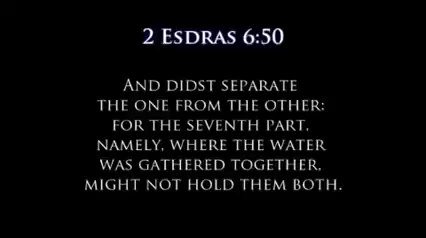 2 Esdras 6:50
And didst separate
the one from the other:
for the seventh part,
namely, where the water
was gathered together,
might not hold them both.